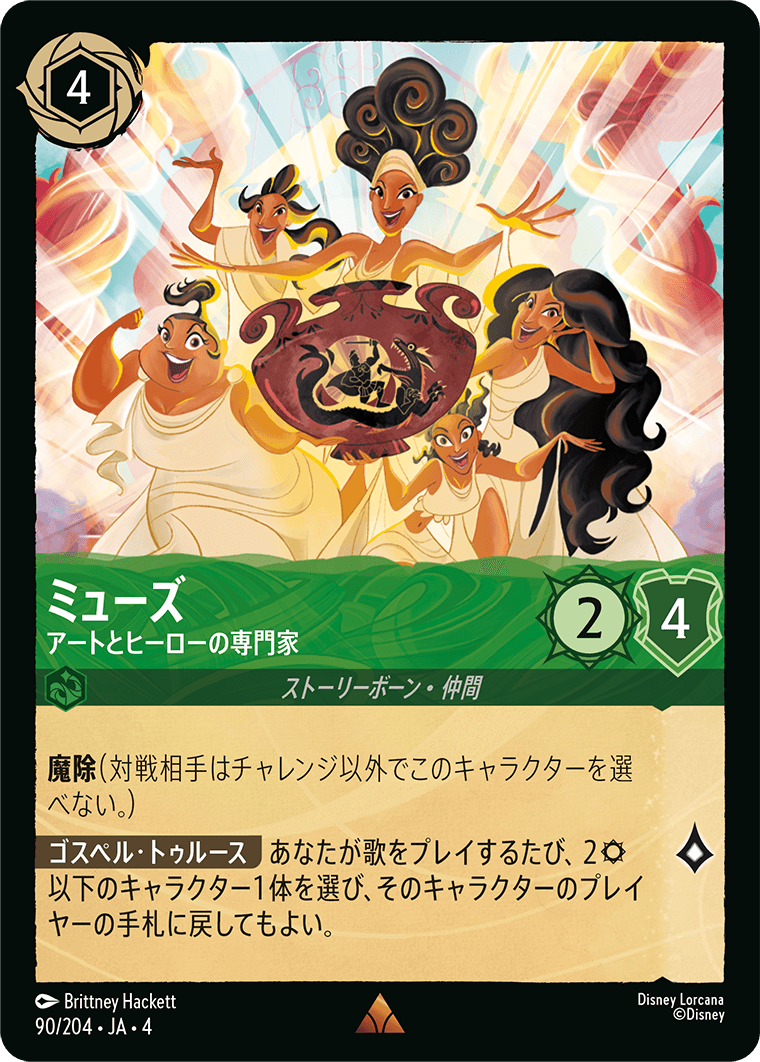 4
ミューズ
アートとヒーローの専門家
2
4
ストーリーボーン・仲間
魔除(対戦相手はチャレンジ以外でこのキャラクターを選
べない。)
ゴスペル・トゥルース あなたが歌をプレイするたび、2
以下のキャラクター1体を選び、そのキャラクターのプレイ
ヤーの手札に戻してもよい。
Brittney Hackett
90/204・JA・4
Disney Lorcana
©Disney